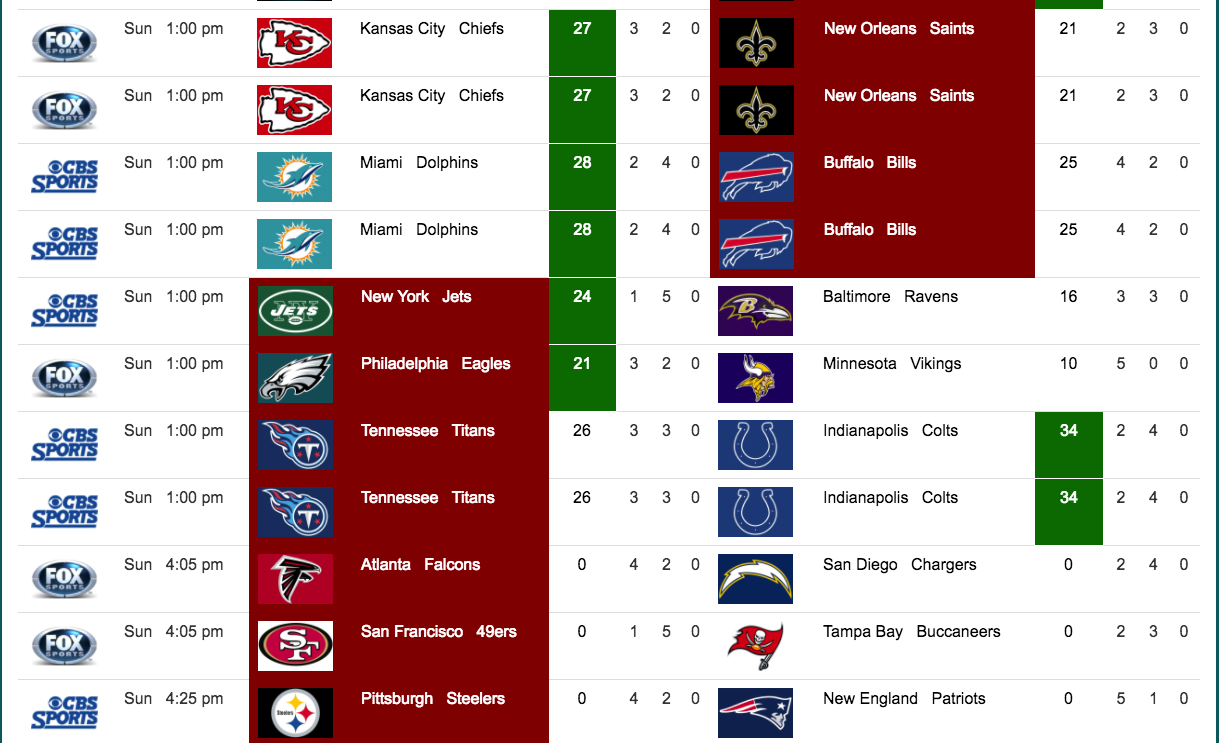 FOX SPORTS Sun 1:00 pm KC Kansas City Chiefs 27 3 2 0 New Orleans Saints 21 2 3 0
FOX SPORTS Sun 1:00 pm KC Kansas City Chiefs 27 3 2 0 New Orleans Saints 21 2 3 0
CBS SPORTS Sun 1:00 pm Miami Dolphins 28 2 4 0 Buffalo Bills 25 4 2 0
CBS SPORTS Sun 1:00 pm Miami Dolphins 28 2 4 0 Buffalo Bills 25 4 2 0
CBS SPORTS Sun 1:00 pm NY JETS New York Jets 24 1 5 0 B Baltimore Ravens 16 3 3 0
FOX SPORTS Sun 1:00 pm Philadelphia Eagles 21 3 2 0 Minnesota Vikings 10 5 0 0
CBS SPORTS Sun 1:00 pm T Tennessee Titans 26 3 3 0 Indianapolis Colts 34 2 4 0
CBS SPORTS Sun 1:00 pm T Tennessee Titans 26 3 3 0 Indianapolis Colts 34 2 4 0
FOX SPORTS Sun 4:05 pm Atlanta Falcons 0 4 2 0 San Diego Chargers 0 2 4 0
FOX SPORTS Sun 4:05 pm SF San Francisco 49ers 0 1 5 0 Tampa Bay Buccaneers 0 2 3 0
CBS SPORTS Sun 4:25 pm Steelers Pittsburgh Steelers 0 4 2 0 New England Patriots 0 5 1 0